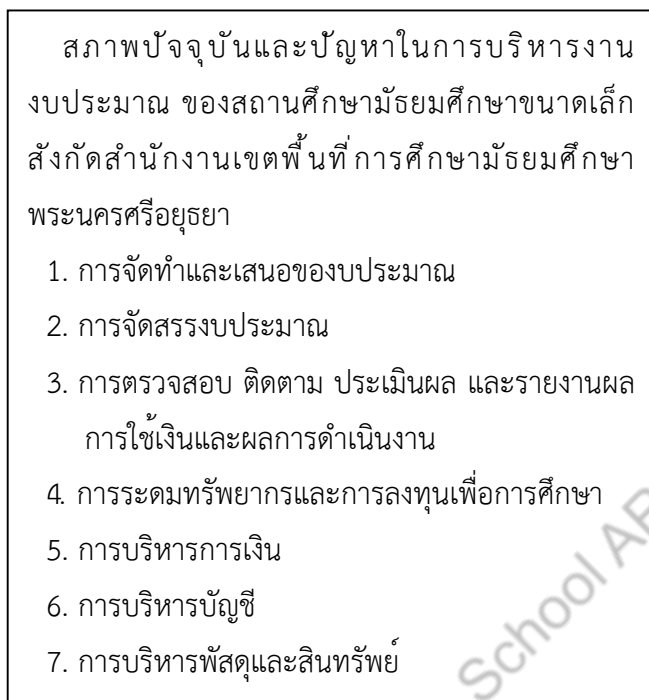 สภาพปัจจุบันและปัญหาในการบริหารงาน
งบประมาณ ของสถานศึกษามัธยมศึกษาขนาดเล็ก
สังกัดสำนักงานเขตพื้นที่การศึกษามัธยมศึกษา
พระนครศรีอยุธยา
1. การจัดทำและเสนอของบประมาณ
2. การจัดสรรงบประมาณ
3. การตรวจสอบ ติดตาม ประเมินผล และรายงานผล
การใช้เงินและผลการดำเนินงาน
4. การระดมทรัพยากรและการลงทุนเพื่อการศึกษา
5. การบริหารการเงิน
6. การบริหารบัญชี
7. การบริหารพัสดุและสินทรัพย์
School